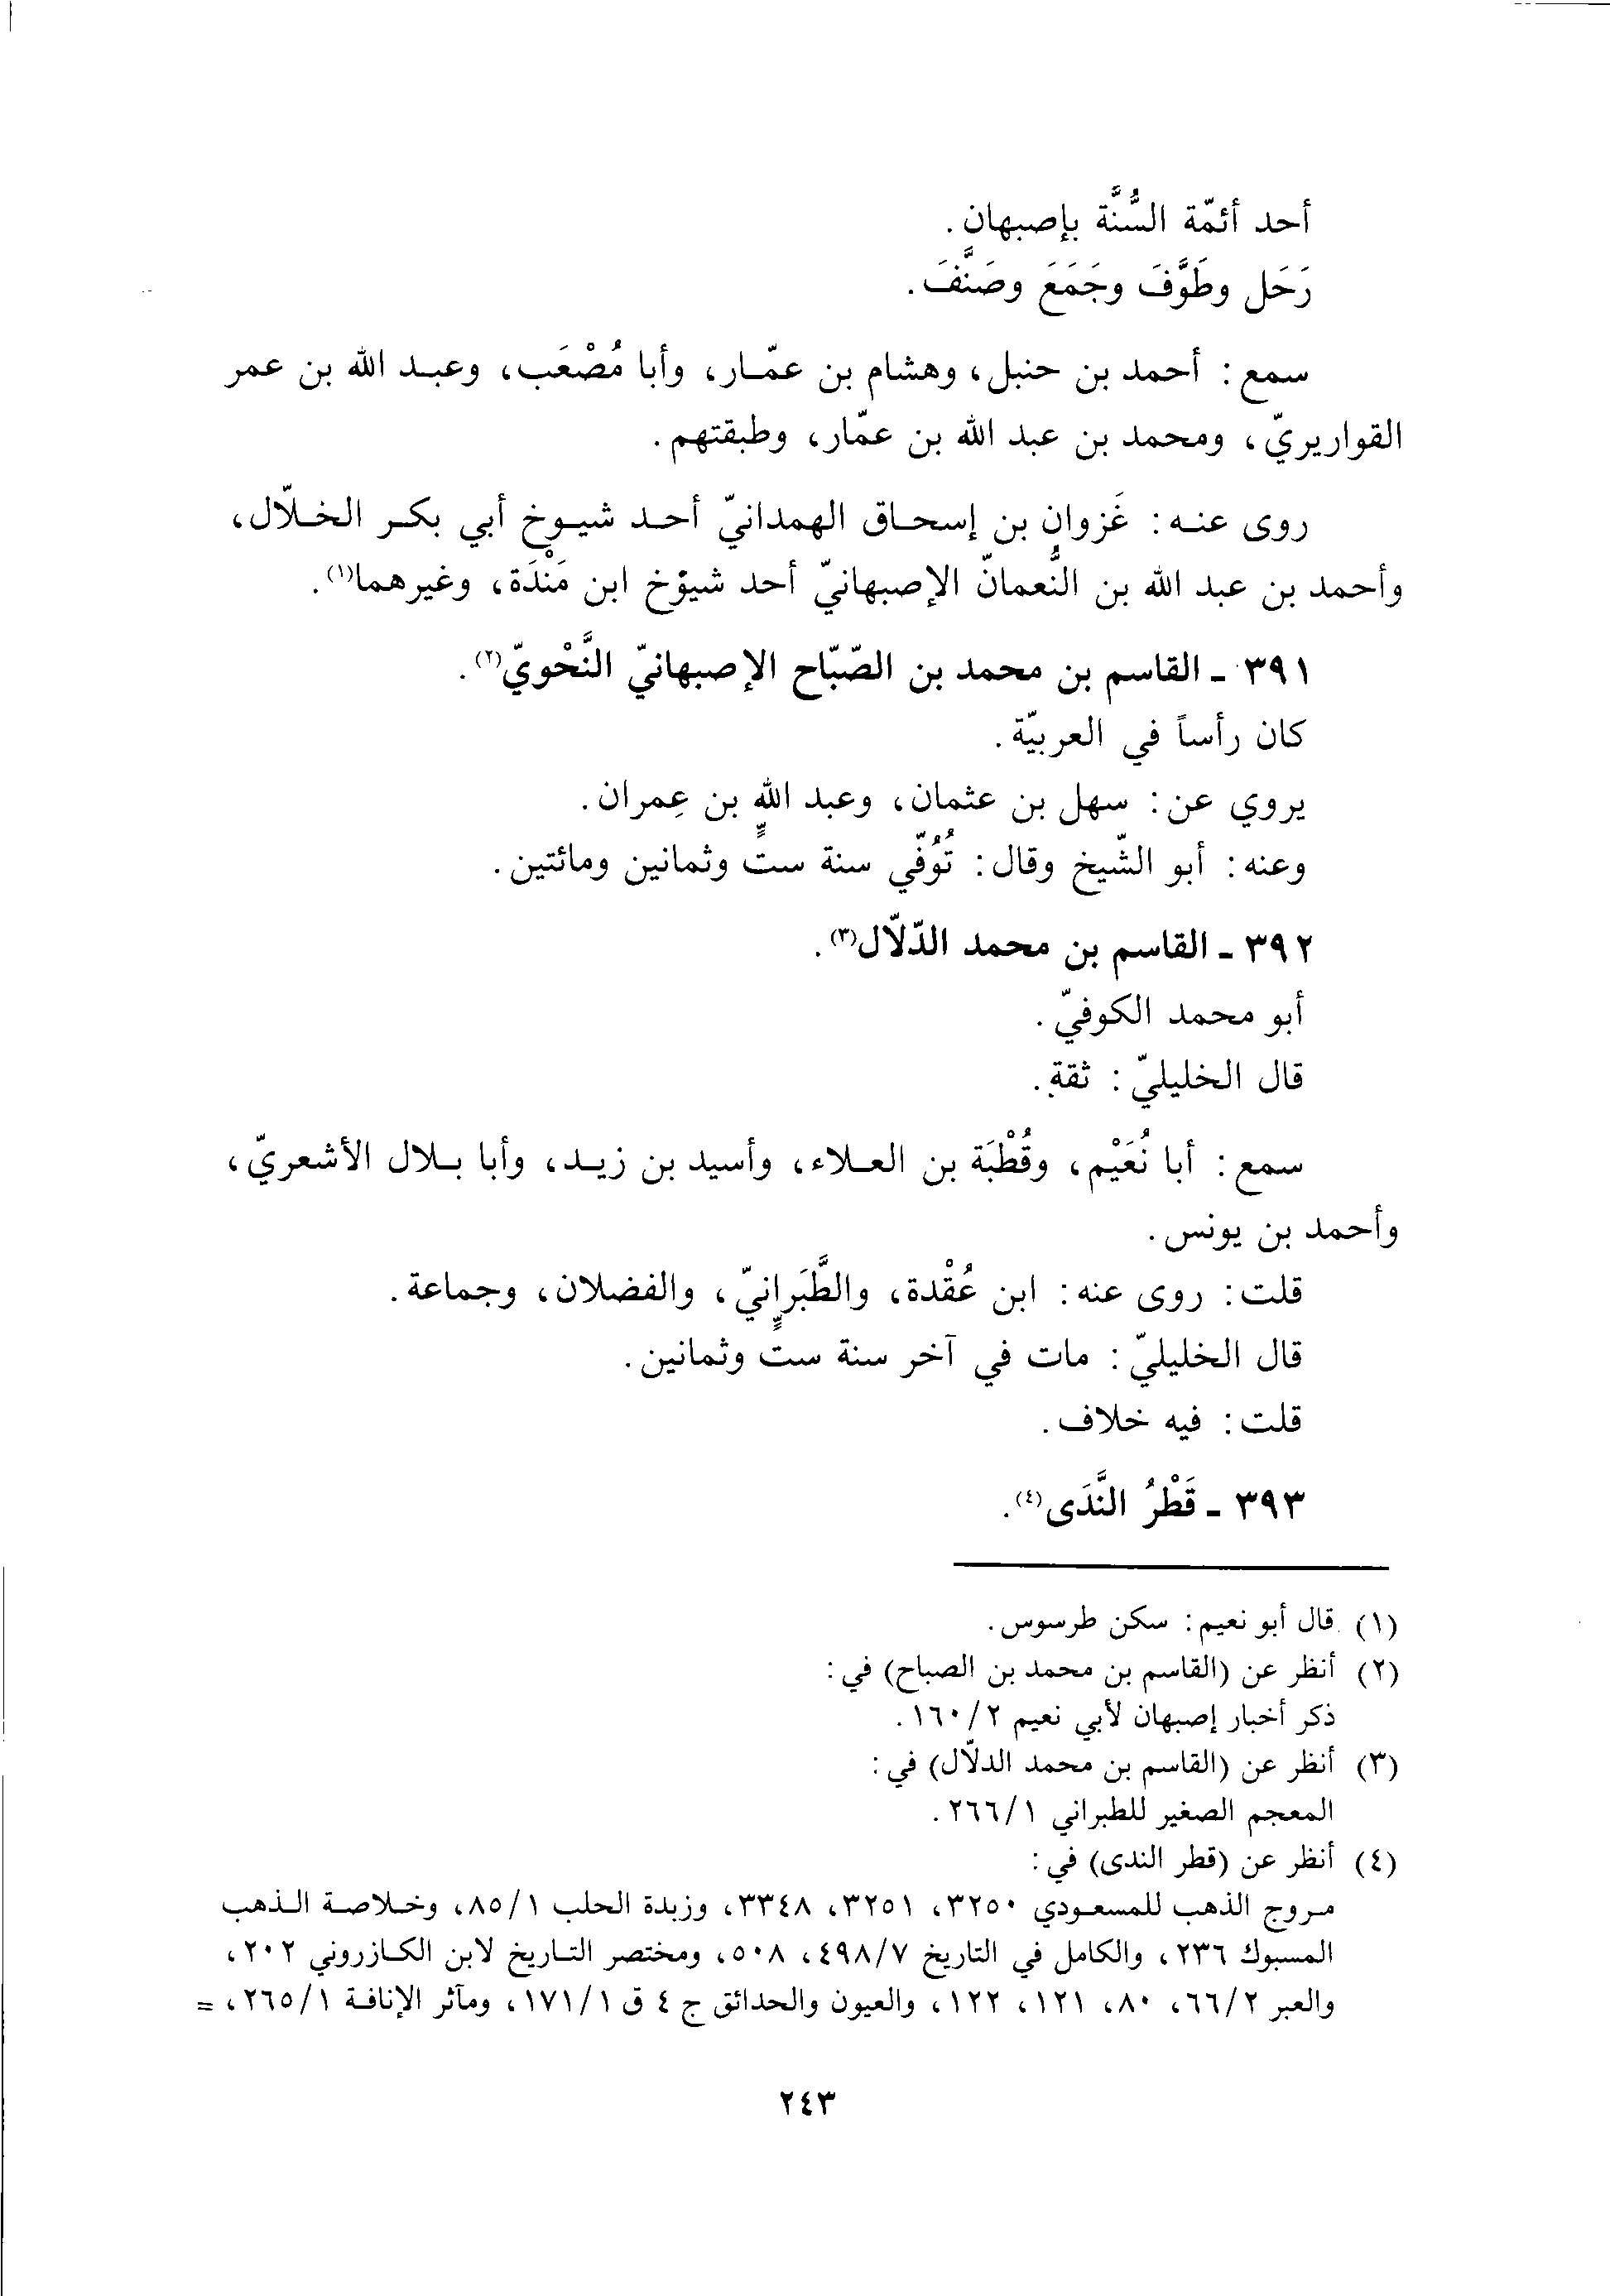 أحد أئمّة السُّنَّة بإصبهان.
رَحَل وطَوَّفَ وجَمَعَ وصَنَّفَ.
سمع: أحمد بن حنبل، وهشام بن عمّار، وأبا مُصْعَب، وعبد الله بن عمر
القواريريّ، ومحمد بن عبد الله بن عمّار، وطبقتهم.
روى عنه: غَزوان بن إسحاق الهمدانيّ أحد شيوخ أبي بكر الخلّال،
وأحمد بن عبد الله بن النُّعمانّ الإصبهانيّ أحد شيوْخ ابن مَنْدَة، وغيرهما(١).
٣٩١ - القاسم بن محمد بن الصّبّاح الإصبهانيّ النَّحْويّ(٢).
كان رأساً في العربيّة.
يروي عن: سهل بن عثمان، وعبد الله بن عِمران.
وعنه: أبو الشّيخ وقال: تُوُفّي سنة ستٍّ وثمانين ومائتين.
٣٩٢ - القاسم بن محمد الدّلّال(٣).
أبو محمد الكوفيّ.
قال الخليليّ: ثقة.
سمع: أبا نُعَيْم، وقُطْبَة بن العلاء، وأسيد بن زيد، وأبا بلال الأشعريّ،
وأحمد بن يونس.
قلت: روى عنه: ابن عُقْدة، والطَّبَرانيّ، والفضلان، وجماعة.
قال الخليليّ: مات في آخر سنة ستٍّ وثمانين.
قلت: فيه خلاف.
٣٩٣ - قَطْرُ النَّدَى(٤).
(١) قال أبو نعيم: سكن طرسوس.
(٢) أنظر عن (القاسم بن محمد بن الصباح) في:
ذكر أخبار إصبهان لأبي نعيم ٢/١٦٠.
(٣) أنظر عن (القاسم بن محمد الدلّال) في:
المعجم الصغير للطبراني ١/٢٦٦.
(٤) أنظر عن (قطر الندى) في:
مروج الذهب للمسعودي ٣٢٥٠، ٣٢٥١، ٣٣٤٨، وزبدة الحلب ١/٨٥، وخلاصة الذهب
المسبوك ٢٣٦، والكامل في التاريخ ٧/٤٩٨، ٥٠٨، ومختصر التاريخ لابن الكازروني ٢٠٢،
والعبر ٢/٦٦، ٨٠، ١٢١، ١٢٢، والعيون والحدائق ج ٤ ق ١/١٧١، ومآثر الإنافة ١/٢٦٥، =
٢٤٣